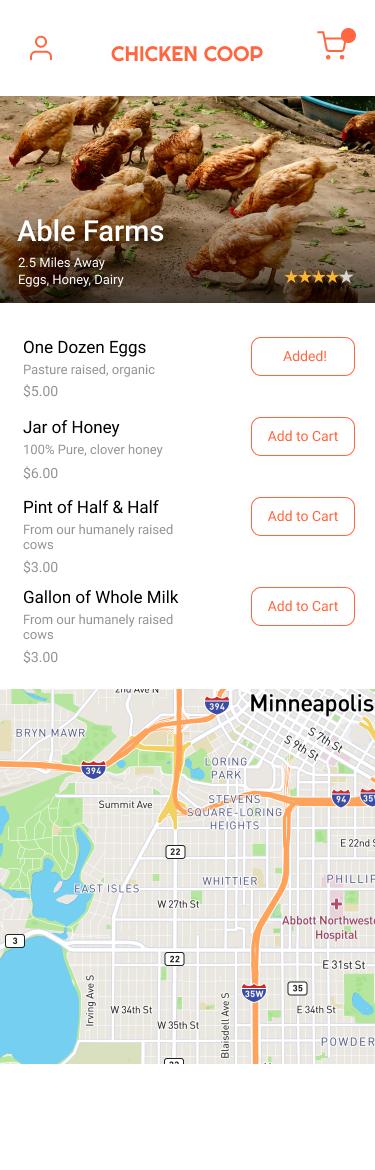 CHICKEN COOP
Able Farms
2.5 Miles Away
Eggs, Honey, Dairy
One Dozen Eggs
Pasture raised, organic
$5.00
Added!
Jar of Honey
100% Pure, clover honey
$6.00
Add to Cart
Pint of Half & Half
From our humanely raised
cows
$3.00
Add to Cart
Gallon of Whole Milk
From our humanely raised
cows
$3.00
Add to Cart
2nd Ave N
394
Minneapolis
BRYN MAWR
S 7th St
S 9th St
394
LORING
PARK
Summit Ave
STEVENS
SQUARE-LORING
HEIGHTS
94
35
22
E 22nd S
EAST ISLES
WHITTIER
PHILLIP
W 27th St
Abbott Northweste
Hospital
3
22
E 31st St
Irving Ave S
35W
35
W 34th St
E 34th St
Blaisdell Ave S
W 35th St
POWDER
22